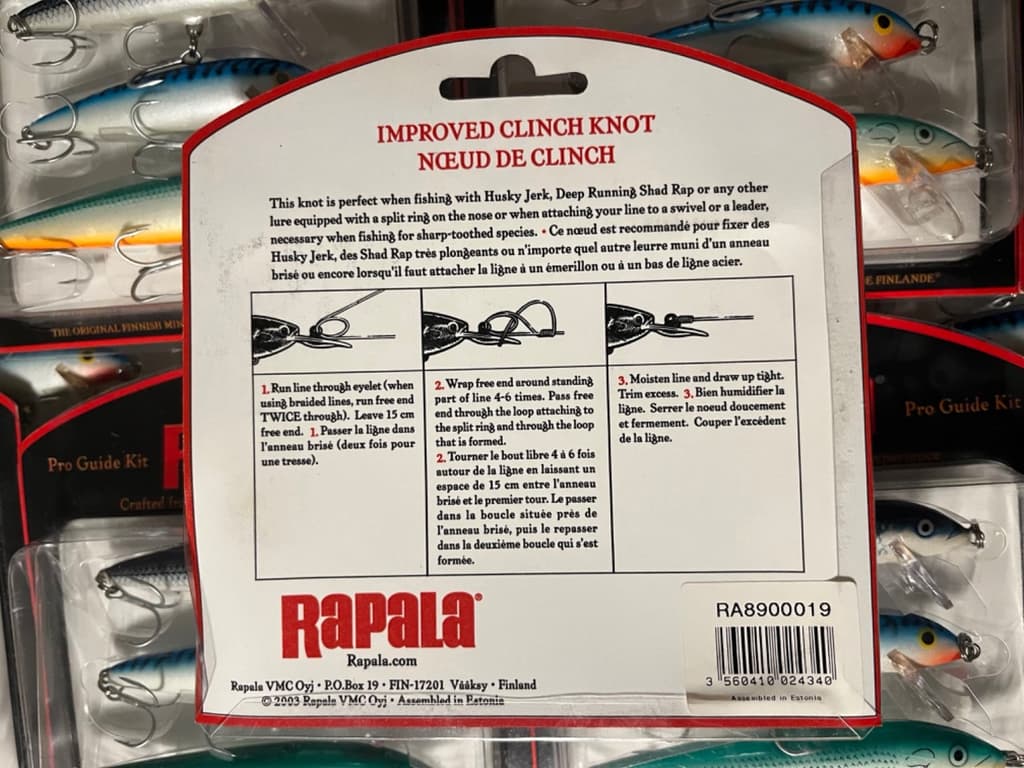 IMPROVED CLINCH KNOT
NŒUD DE CLINCH
This knot is perfect when fishing with Husky Jerk, Deep Running Shad Rap or any other
lure equipped with a split ring on the nose or when attaching your line to a swivel or a leader,
necessary when fishing for sharp-toothed species. • Ce nœud est recommandé pour fixer des
Husky Jerk, des Shad Rap très plongeants ou n'importe quel autre leurre muni d'un anneau
brisé ou encore lorsqu'il faut attacher la ligne à un émerillon ou à un bas de ligne acier.
1. Run line through eyelet (when
using braided lines, run free end
TWICE through). Leave 15 cm
free end. 1. Passer la ligne dans
l'anneau brisé (deux fois pour
une tresse).
2. Wrap free end around standing
part of line 4-6 times. Pass free
end through the loop attaching to
the split ring and through the loop
that is formed.
2. Tourner le bout libre 4 à 6 fois
autour de la ligne en laissant un
espace de 15 cm entre l'anneau
brisé et le premier tour. Le passer
dans la boucle située près de
l'anneau brisé, puis le repasser
dans la deuxième boucle qui s'est
formée.
3. Moisten line and draw up tight.
Trim excess. 3. Bien humidifier la
ligne. Serrer le noeud doucement
et fermement. Couper l'excédent
de la ligne.
RAPALA®
Rapala.com
Rapala VMC Oyj • P.O.Box 19 • FIN-17201 Vääksy • Finland
© 2003 Rapala VMC Oyj • Assembled in Estonia
RA8900019
3 560410 024340
Assembled in Estonia
THE ORIGINAL FINNISH MIN
Pro Guide Kit
R
Crafted
E FINLANDE®
Pro Guide Kit